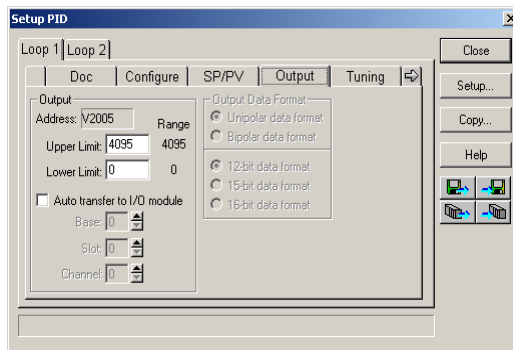 Setup PID
Loop 1 Loop 2
Close
Doc Configure SP/PV Output Tuning
Setup...
Output
Output Data Format
Address: V2005
Range
Unipolar data format
Copy...
Upper Limit: 4095 4095
Bipolar data format
Help
Lower Limit: 0 0
12-bit data format
Auto transfer to I/O module
15-bit data format
Base: 0
16-bit data format
Slot: 0
Channel: 0